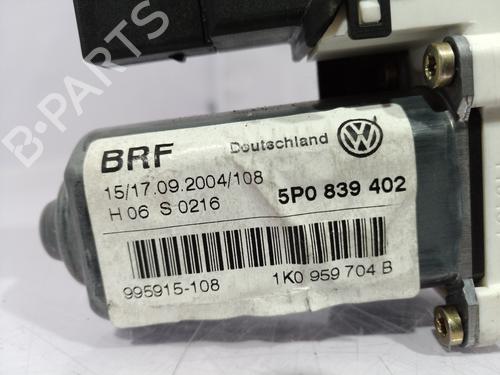 B-PARTS
BRF Deutschland
15/17.09.2004/108
H 06 S 0216 5P0 839 402
995915-108 1K0 959 704 B